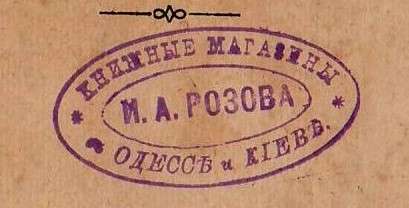 КНИЖНЫЕ МАГАЗИНЫ
И. А. РОЗОВА
в ОДЕССѢ и КІЕВѢ.